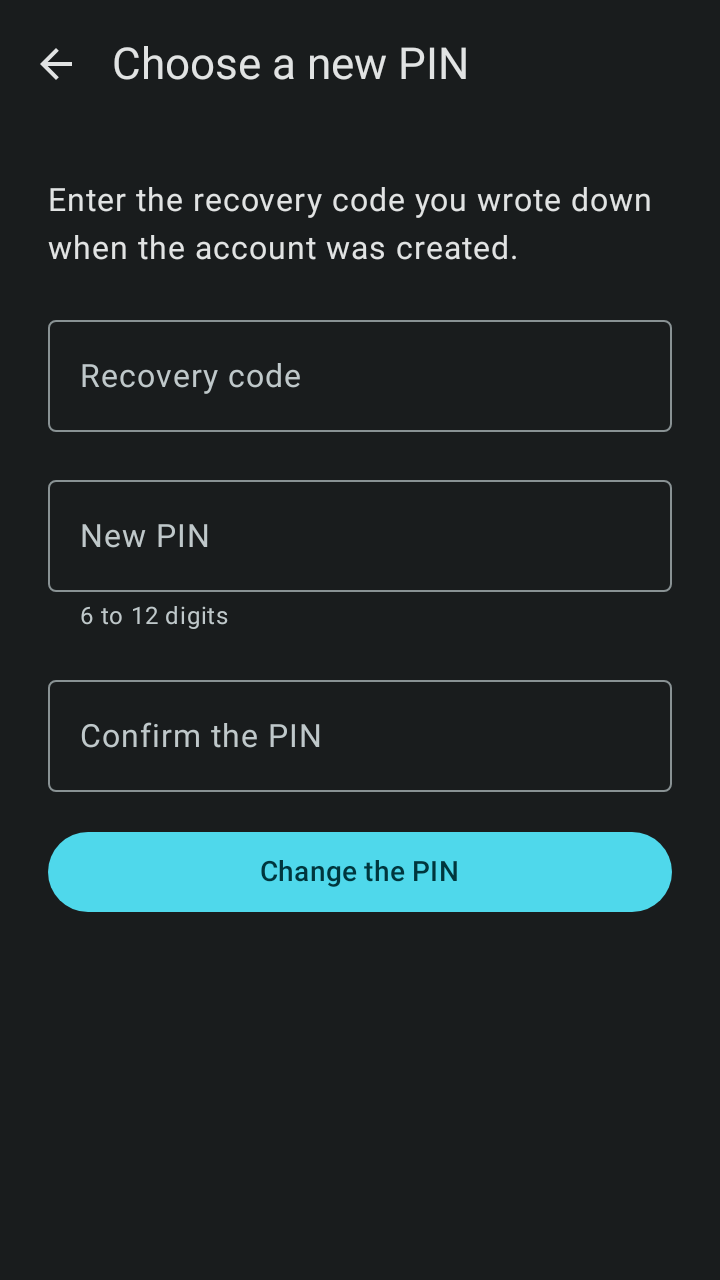 Choose a new PIN
Enter the recovery code you wrote down
when the account was created.
Recovery code
New PIN
6 to 12 digits
Confirm the PIN
Change the PIN